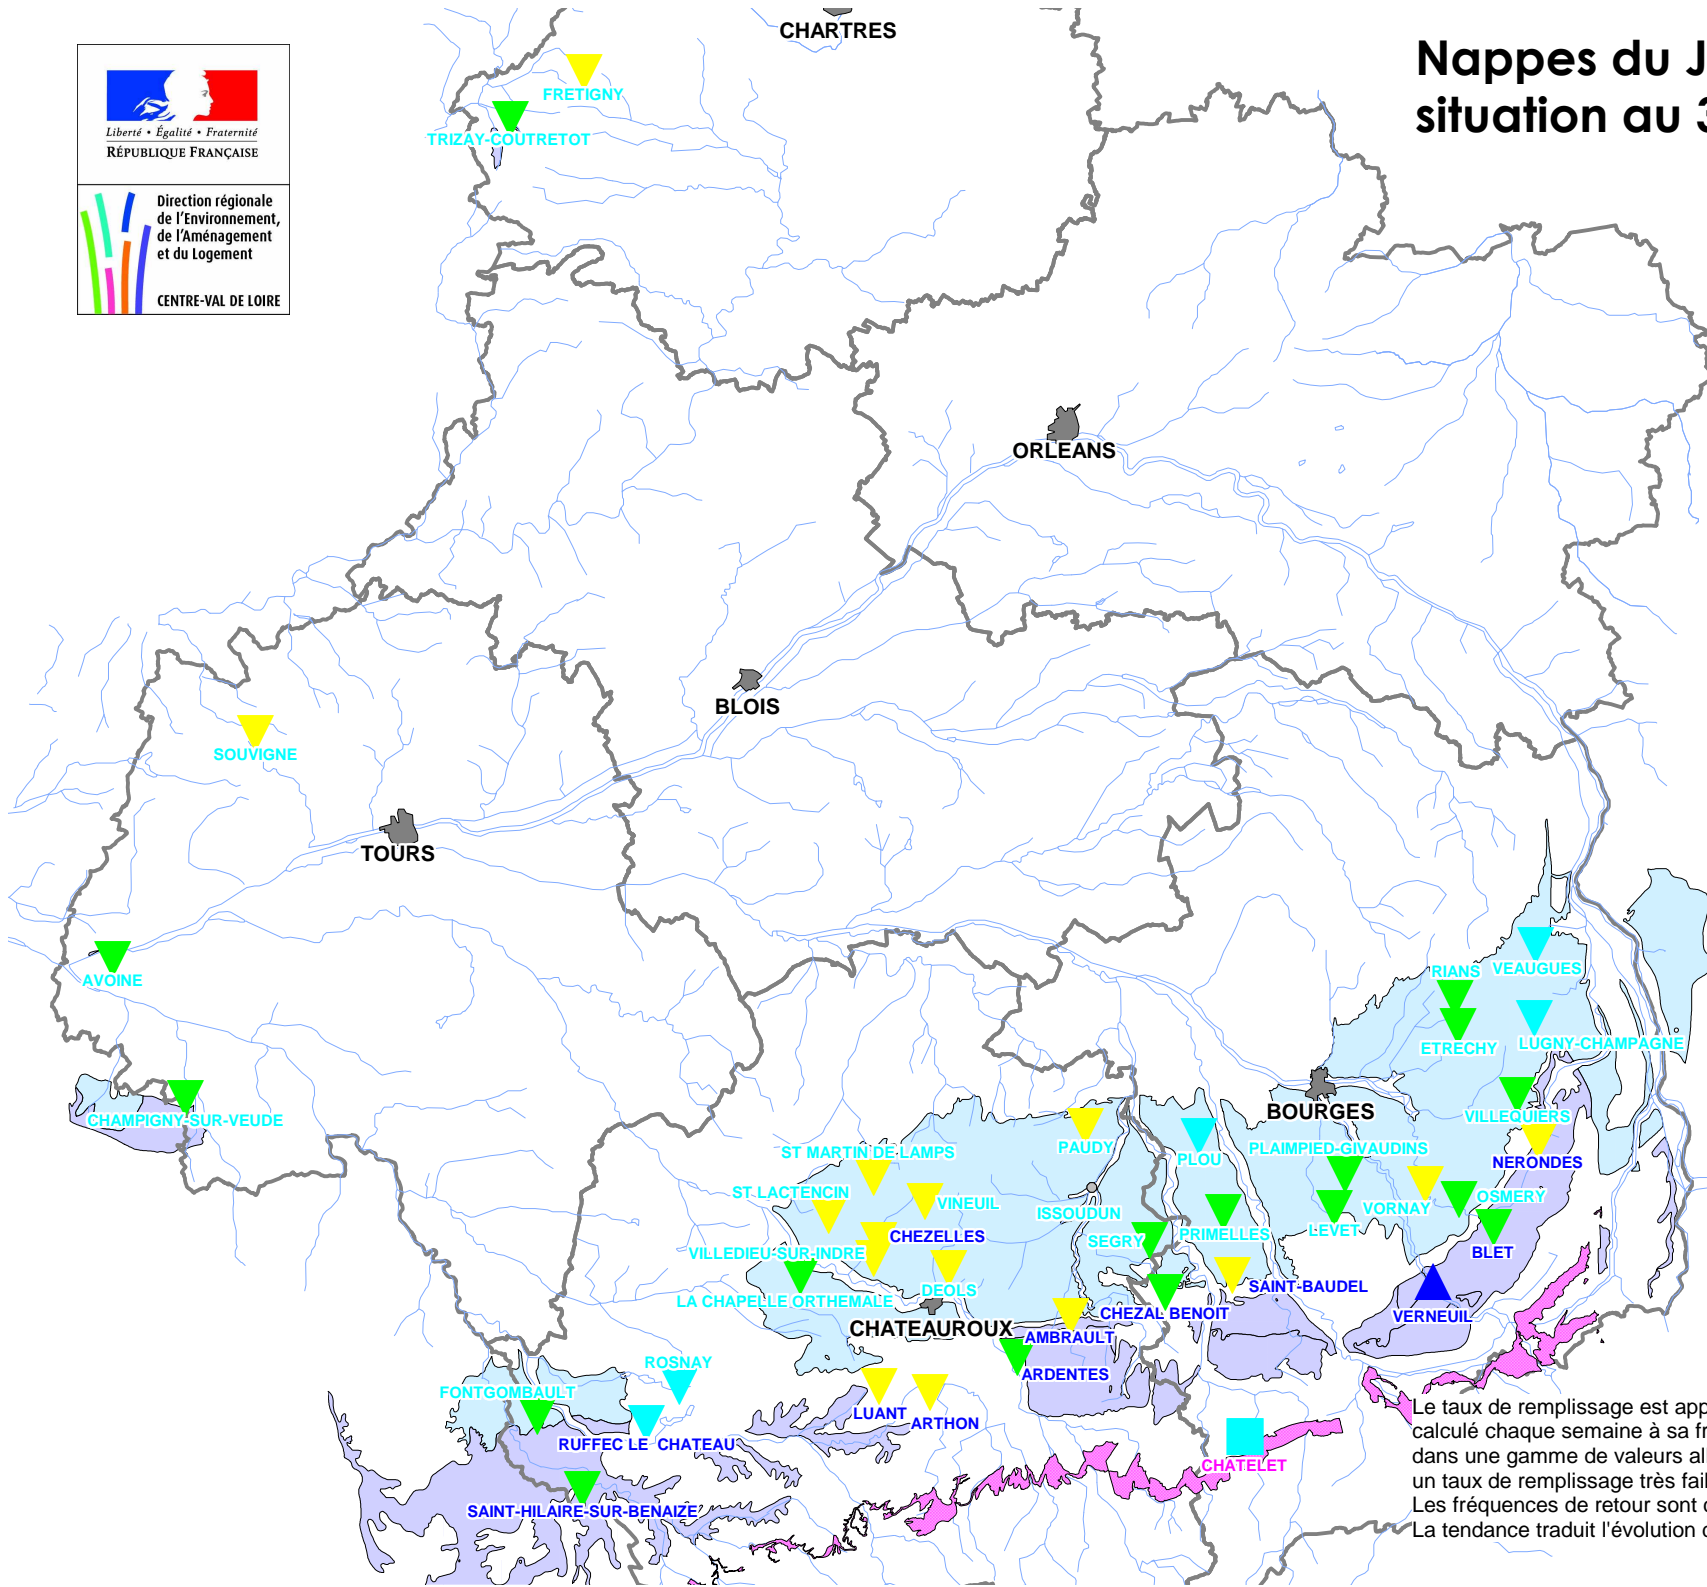 CHARTRES
Nappes du J
situation au 3
Liberté • Égalité • Fraternité
RÉPUBLIQUE FRANÇAISE
Direction régionale
de l'Environnement,
de l'Aménagement
et du Logement
CENTRE-VAL DE LOIRE
FRETIGNY
TRIZAY-COUTRETOT
ORLEANS
BLOIS
SOUVIGNE
TOURS
AVOINE
RIANS
VEAUGUES
ETRECHY
LUGNY-CHAMPAGNE
CHAMPIGNY-SUR-VEUDE
BOURGES
VILLEQUIERS
ST MARTIN DE LAMPS
PAUDY
PLOU
PLAIMPIED-GIVAUDINS
NERONDES
ST LACTENCIN
VINEUIL
ISSOUDUN
VORNAY
OSMERY
CHEZELLES
SEGRY
PRIMELLES
LEVET
VILLEDIEU-SUR-INDRE
BLET
DEOLS
SAINT-BAUDEL
LA CHAPELLE ORTHEMALE
CHEZAL BENOIT
VERNEUIL
CHATEAUROUX
AMBRAULT
ROSNAY
ARDENTES
FONTGOMBAULT
LUANT
ARTHON
RUFFEC LE CHATEAU
CHATELET
SAINT-HILAIRE-SUR-BENAIZE
Le taux de remplissage est app
calculé chaque semaine à sa fr
dans une gamme de valeurs all
un taux de remplissage très fail
Les fréquences de retour sont
La tendance traduit l'évolution